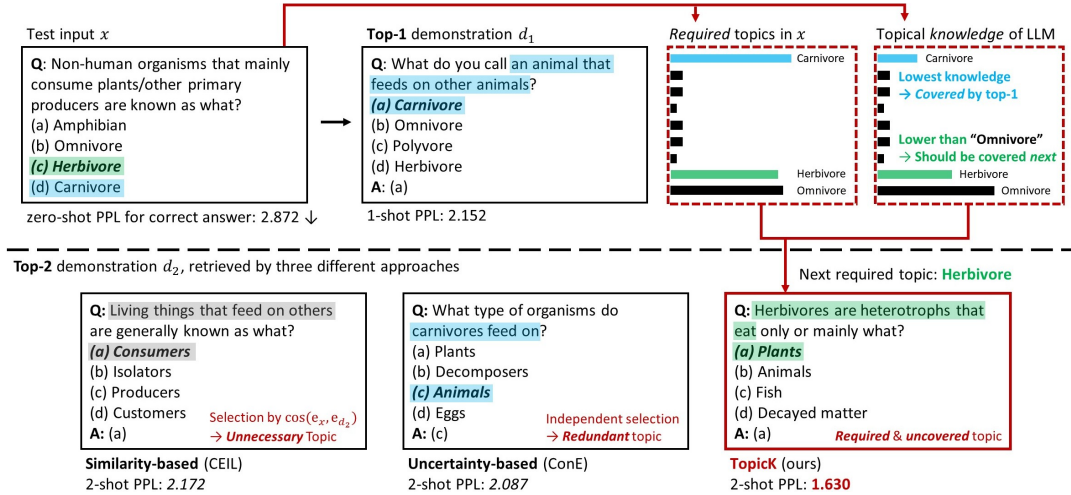 Test input x
Q: Non-human organisms that mainly
consume plants/other primary
producers are known as what?
(a) Amphibian
(b) Omnivore
(c) Herbivore
(d) Carnivore
zero-shot PPL for correct answer: 2.872 ↓
Top-1 demonstration d₁
Q: What do you call an animal that
feeds on other animals?
(a) Carnivore
(b) Omnivore
(c) Polyvore
(d) Herbivore
A: (a)
1-shot PPL: 2.152
Required topics in x
Carnivore
Herbivore
Omnivore
Topical knowledge of LLM
Carnivore
Lowest knowledge
→ Covered by top-1
Lower than “Omnivore”
→ Should be covered next
Herbivore
Omnivore
Top-2 demonstration d₂, retrieved by three different approaches
Next required topic: Herbivore
Q: Living things that feed on others
are generally known as what?
(a) Consumers
(b) Isolators
(c) Producers
(d) Customers
A: (a)
Selection by cos(eₓ, e_d₂)
→ Unnecessary Topic
Similarity-based (CEIL)
2-shot PPL: 2.172
Q: What type of organisms do
carnivores feed on?
(a) Plants
(b) Decomposers
(c) Animals
(d) Eggs
A: (c)
Independent selection
→ Redundant topic
Uncertainty-based (ConE)
2-shot PPL: 2.087
Q: Herbivores are heterotrophs that
eat only or mainly what?
(a) Plants
(b) Animals
(c) Fish
(d) Decayed matter
A: (a)
Required & uncovered topic
TopicK (ours)
2-shot PPL: 1.630